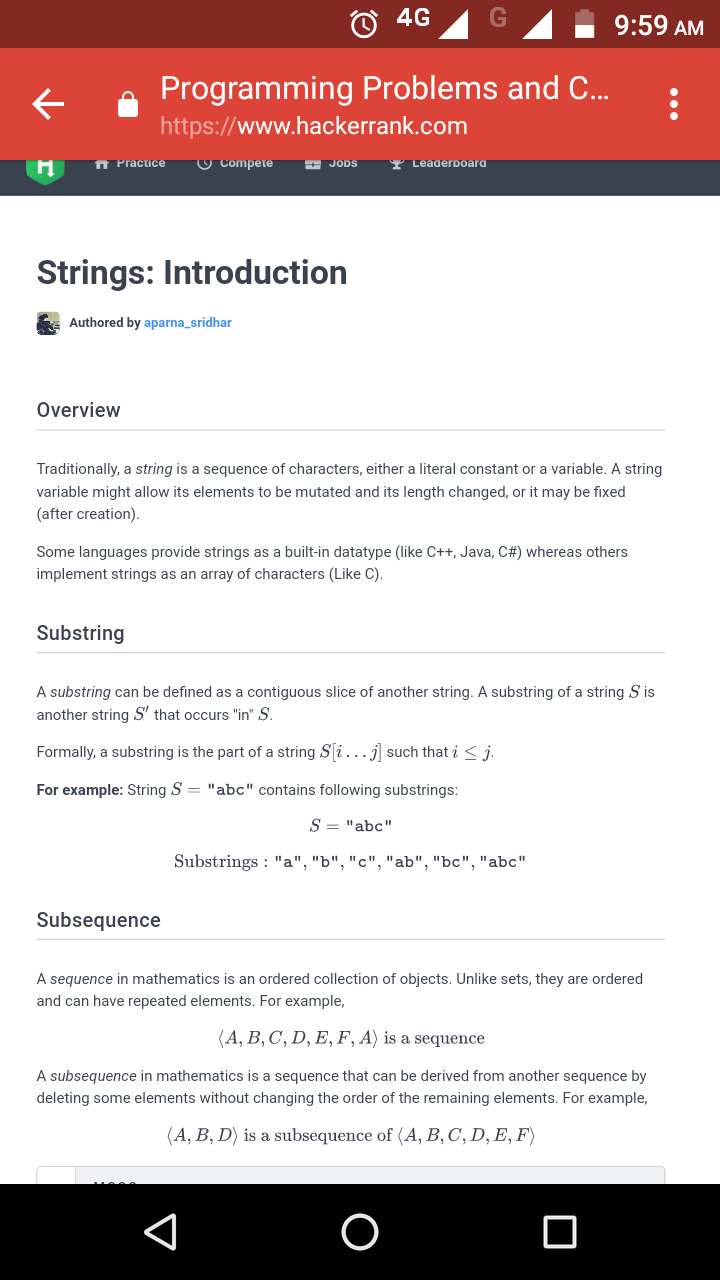 4G G 9:59 AM
Programming Problems and C...
https://www.hackerrank.com
H Practice Compete Jobs Leaderboard
Strings: Introduction
Authored by aparna_sridhar
Overview
Traditionally, a string is a sequence of characters, either a literal constant or a variable. A string
variable might allow its elements to be mutated and its length changed, or it may be fixed
(after creation).
Some languages provide strings as a built-in datatype (like C++, Java, C#) whereas others
implement strings as an array of characters (Like C).
Substring
A substring can be defined as a contiguous slice of another string. A substring of a string S is
another string S′ that occurs "in" S.
Formally, a substring is the part of a string S[i . . . j] such that i ≤ j.
For example: String S = "abc" contains following substrings:
S = "abc"
Substrings : "a", "b", "c", "ab", "bc", "abc"
Subsequence
A sequence in mathematics is an ordered collection of objects. Unlike sets, they are ordered
and can have repeated elements. For example,
⟨A, B, C, D, E, F, A⟩ is a sequence
A subsequence in mathematics is a sequence that can be derived from another sequence by
deleting some elements without changing the order of the remaining elements. For example,
⟨A, B, D⟩ is a subsequence of ⟨A, B, C, D, E, F⟩